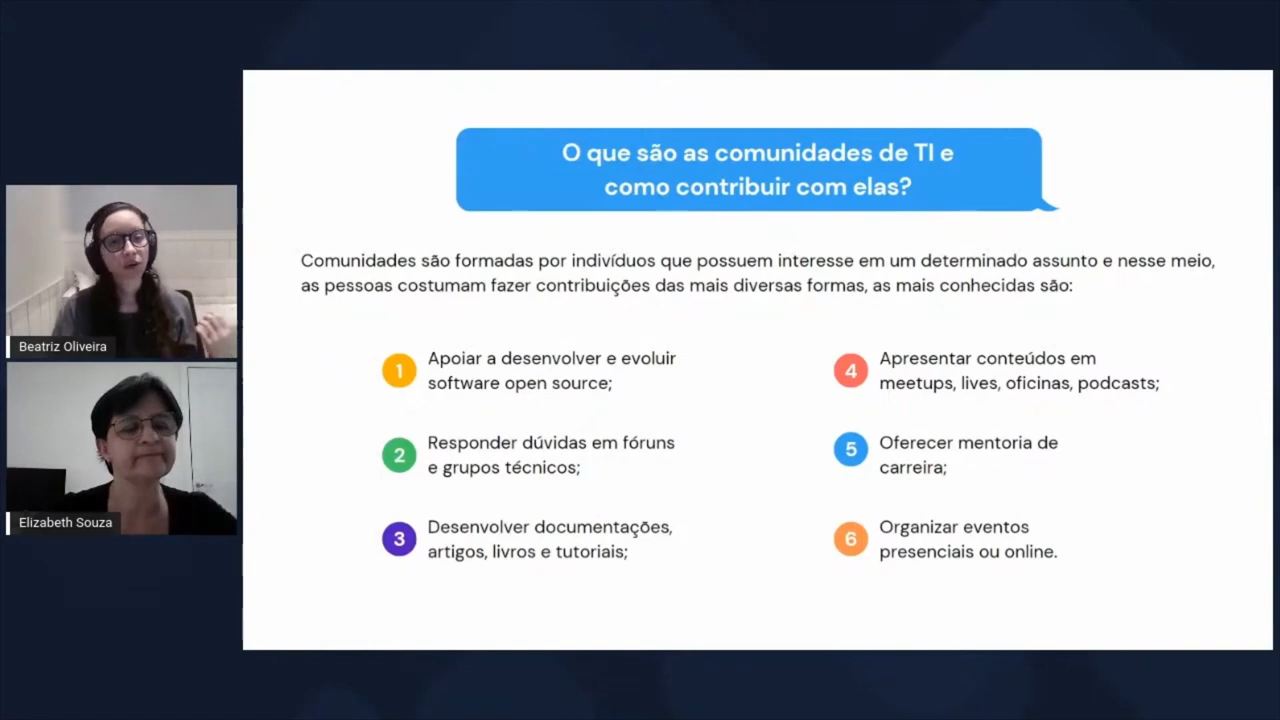 O que são as comunidades de TI e
como contribuir com elas?
Comunidades são formadas por indivíduos que possuem interesse em um determinado assunto e nesse meio,
as pessoas costumam fazer contribuições das mais diversas formas, as mais conhecidas são:
1
Apoiar a desenvolver e evoluir
software open source;
2
Responder dúvidas em fóruns
e grupos técnicos;
3
Desenvolver documentações,
artigos, livros e tutoriais;
4
Apresentar conteúdos em
meetups, lives, oficinas, podcasts;
5
Oferecer mentoria de
carreira;
6
Organizar eventos
presenciais ou online.
Beatriz Oliveira
Elizabeth Souza